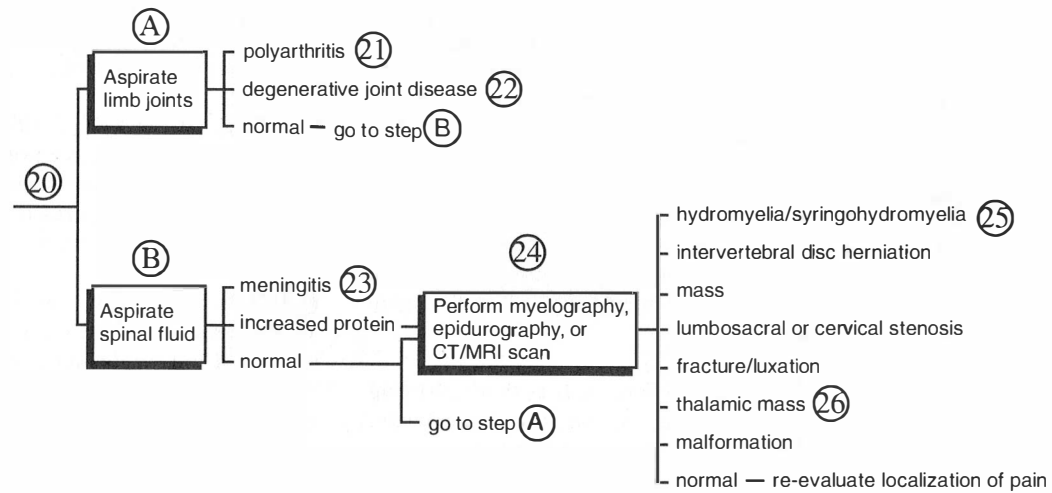 A
Aspirate
limb joints
polyarthritis 21
degenerative joint disease 22
normal — go to step B
20
B
Aspirate
spinal fluid
meningitis 23
increased protein
normal
go to step A
24
Perform myelography,
epidurography, or
CT/MRI scan
hydromyelia/syringohydromyelia 25
intervertebral disc herniation
mass
lumbosacral or cervical stenosis
fracture/luxation
thalamic mass 26
malformation
normal — re-evaluate localization of pain